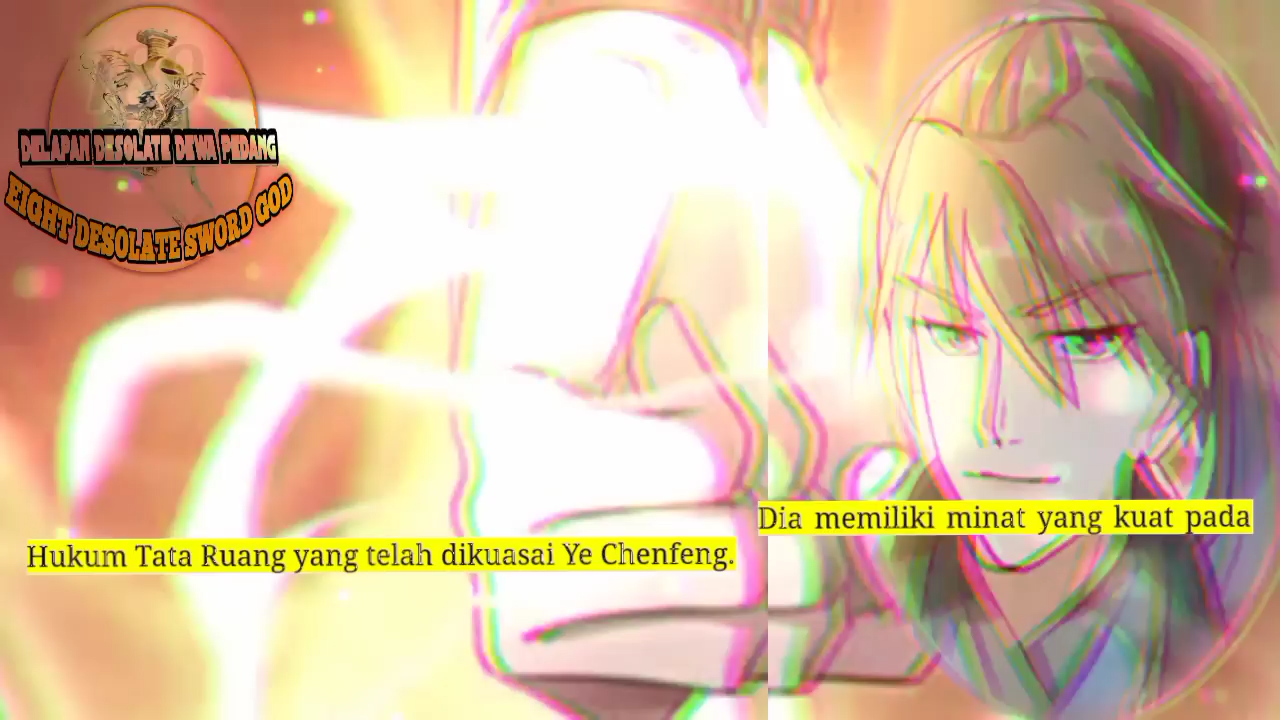 DELAPAN DESOLATE DEWA PEDANG
EIGHT DESOLATE SWORD GOD
Dia memiliki minat yang kuat pada
Hukum Tata Ruang yang telah dikuasai Ye Chenfeng.